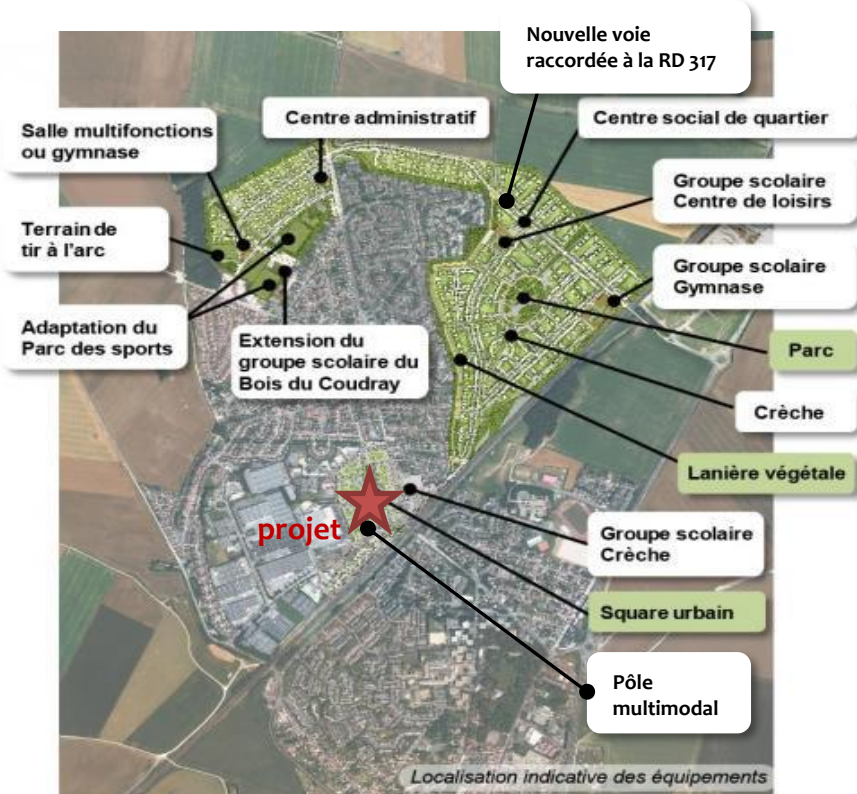 Nouvelle voie
raccordée à la RD 317
Centre administratif
Centre social de quartier
Salle multifonctions
ou gymnase
Groupe scolaire
Centre de loisirs
Terrain de
tir à l'arc
Groupe scolaire
Gymnase
Adaptation du
Parc des sports
Extension du
groupe scolaire du
Bois du Coudray
Parc
Crèche
Lanière végétale
projet
Groupe scolaire
Crèche
Square urbain
Pôle
multimodal
Localisation indicative des équipements